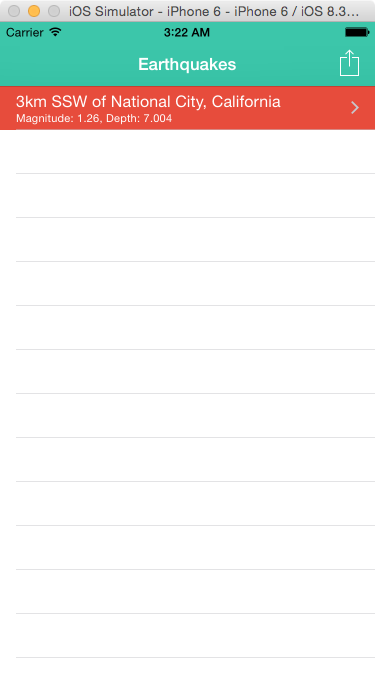 iOS Simulator - iPhone 6 - iPhone 6 / iOS 8.3...
Carrier 3:22 AM
Earthquakes
3km SSW of National City, California
Magnitude: 1.26, Depth: 7.004